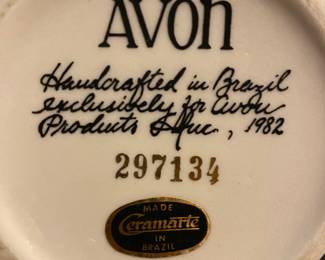 AVON
Handcrafted in Brazil
exclusively for Avon
Products Inc., 1982
297134
MADE
Ceramarte
IN
BRAZIL